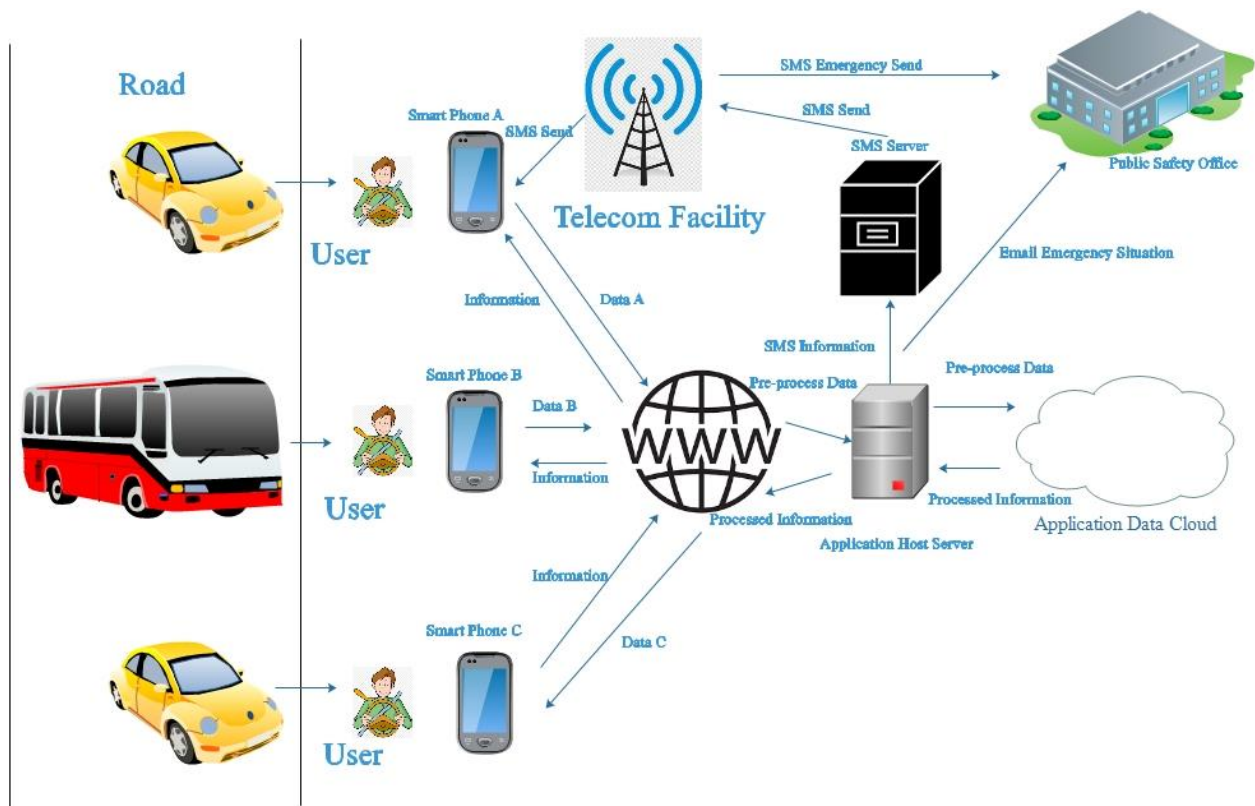 Road
Smart Phone A
SMS Send
SMS Emergency Send
SMS Send
SMS Server
Public Safety Office
Telecom Facility
User
Email Emergency Situation
Information
Data A
SMS Information
Smart Phone B
Pre-process Data
Pre-process Data
Data B
WWW
Information
User
Processed Information
Processed Information
Application Data Cloud
Application Host Server
Information
Smart Phone C
Data C
User